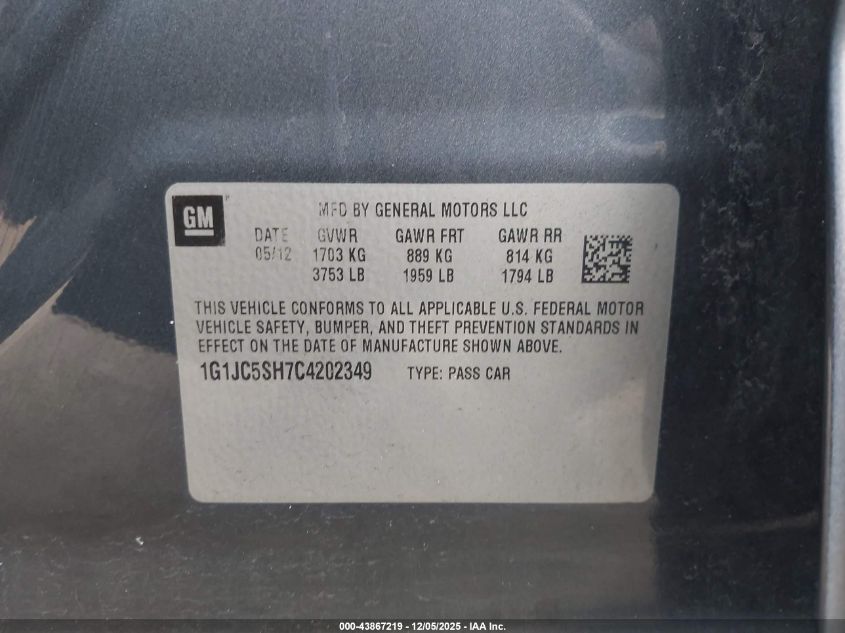 GM
MFD BY GENERAL MOTORS LLC
DATE GVWR GAWR FRT GAWR RR
05/12 1703 KG 889 KG 814 KG
3753 LB 1959 LB 1794 LB
THIS VEHICLE CONFORMS TO ALL APPLICABLE U.S. FEDERAL MOTOR
VEHICLE SAFETY, BUMPER, AND THEFT PREVENTION STANDARDS IN
EFFECT ON THE DATE OF MANUFACTURE SHOWN ABOVE.
1G1JC5SH7C4202349 TYPE: PASS CAR
000-43867219 - 12/05/2025 - IAA Inc.